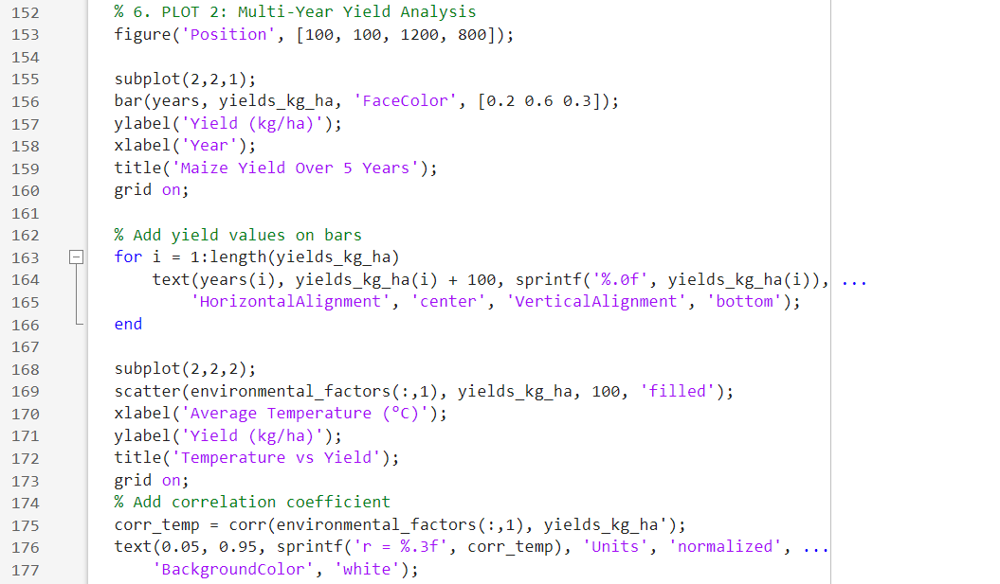 152 % 6. PLOT 2: Multi-Year Yield Analysis
153 figure('Position', [100, 100, 1200, 800]);
154
155 subplot(2,2,1);
156 bar(years, yields_kg_ha, 'FaceColor', [0.2 0.6 0.3]);
157 ylabel('Yield (kg/ha)');
158 xlabel('Year');
159 title('Maize Yield Over 5 Years');
160 grid on;
161
162 % Add yield values on bars
163 for i = 1:length(yields_kg_ha)
164     text(years(i), yields_kg_ha(i) + 100, sprintf('%.0f', yields_kg_ha(i)), ...
165         'HorizontalAlignment', 'center', 'VerticalAlignment', 'bottom');
166 end
167
168 subplot(2,2,2);
169 scatter(environmental_factors(:,1), yields_kg_ha, 100, 'filled');
170 xlabel('Average Temperature (°C)');
171 ylabel('Yield (kg/ha)');
172 title('Temperature vs Yield');
173 grid on;
174 % Add correlation coefficient
175 corr_temp = corr(environmental_factors(:,1), yields_kg_ha');
176 text(0.05, 0.95, sprintf('r = %.3f', corr_temp), 'Units', 'normalized', ...
177     'BackgroundColor', 'white');